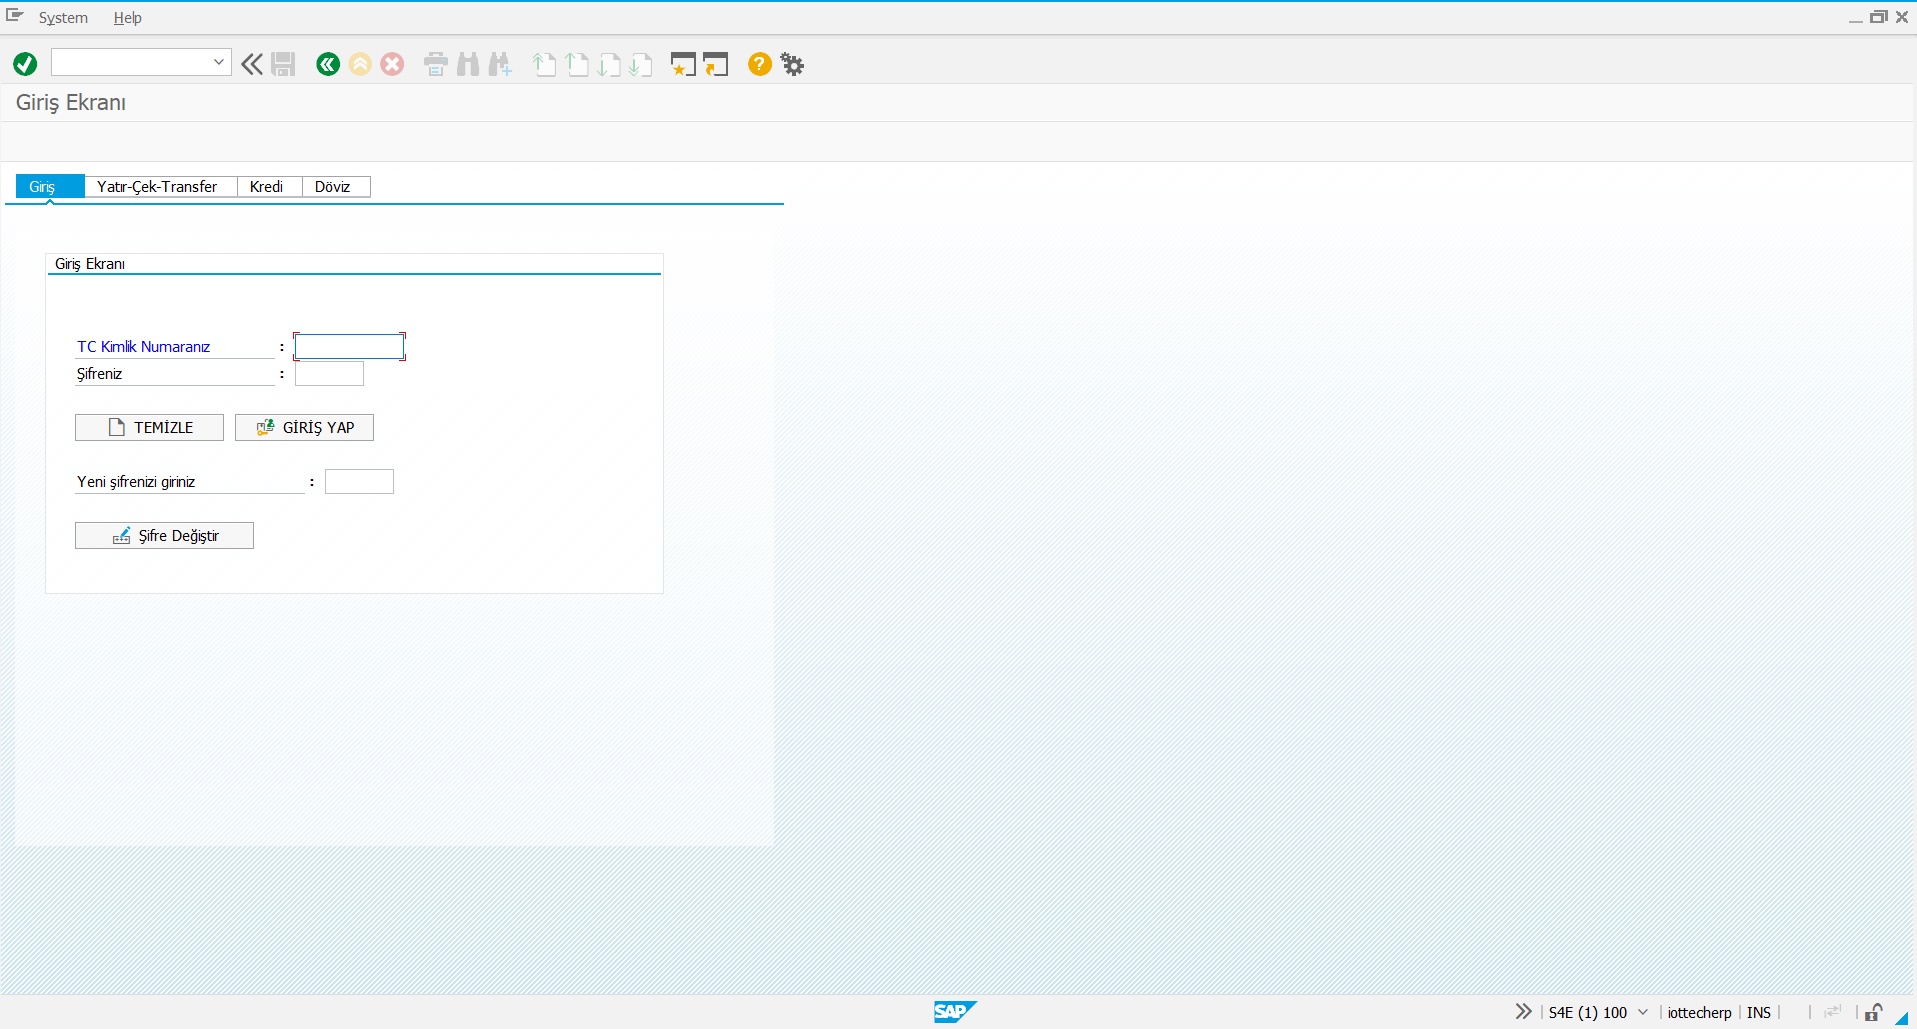 System Help
Giriş Ekranı
Giriş Yatır-Çek-Transfer Kredi Döviz
Giriş Ekranı
TC Kimlik Numaranız :
Şifreniz :
TEMİZLE GİRİŞ YAP
Yeni şifrenizi giriniz :
Şifre Değiştir
SAP S4E (1) 100 iottecherp INS